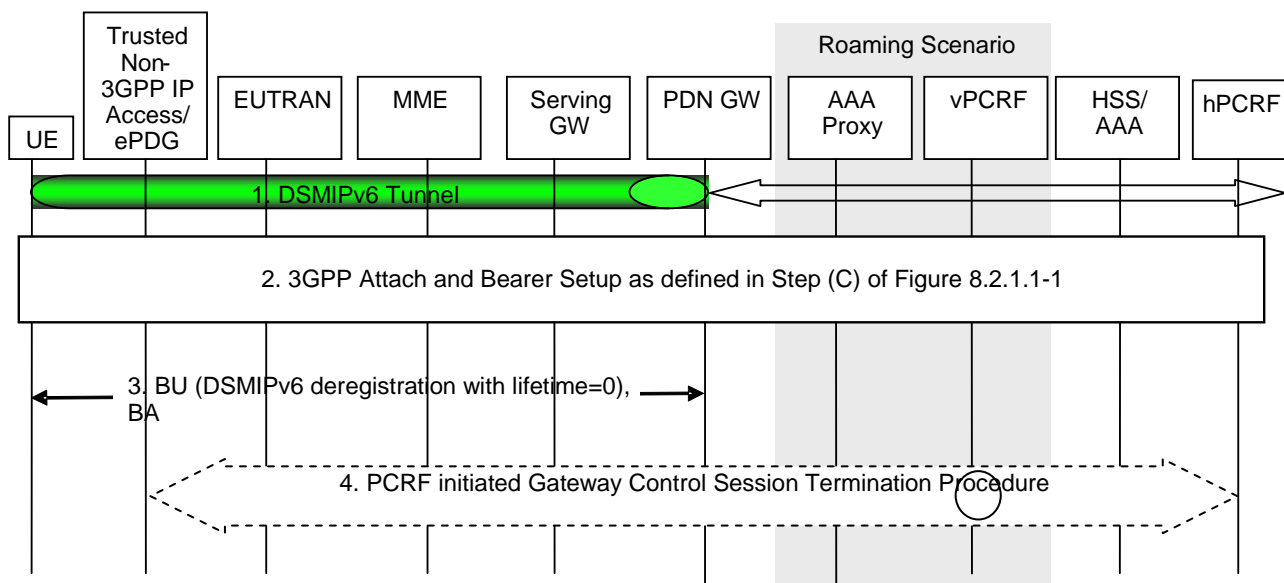 Roaming Scenario
UE
Trusted
Non-
3GPP IP
Access/
ePDG
EUTRAN
MME
Serving
GW
PDN GW
AAA
Proxy
vPCRF
HSS/
AAA
hPCRF
1. DSMIPv6 Tunnel
2. 3GPP Attach and Bearer Setup as defined in Step (C) of Figure 8.2.1.1-1
3. BU (DSMIPv6 deregistration with lifetime=0),
BA
4. PCRF initiated Gateway Control Session Termination Procedure